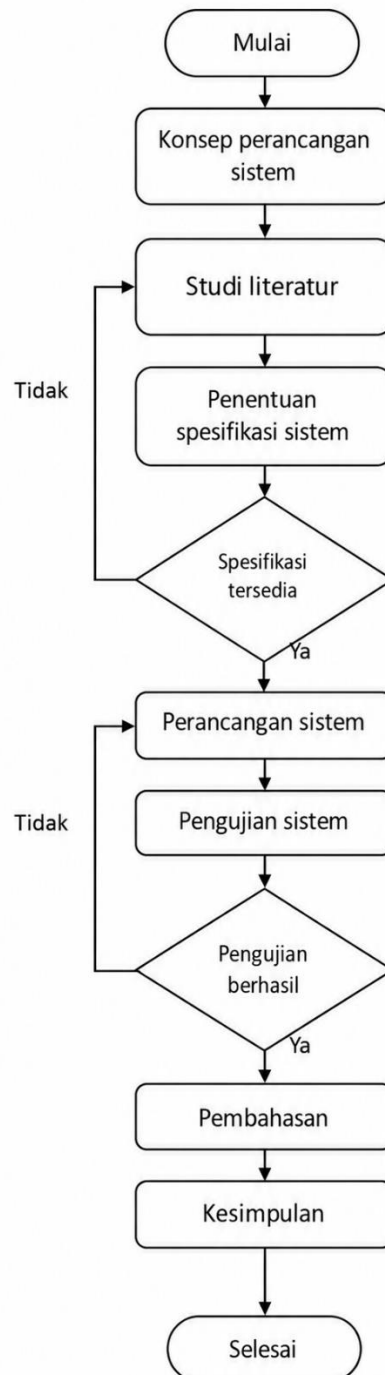 Mulai
Konsep perancangan
sistem
Studi literatur
Tidak
Penentuan
spesifikasi sistem
Spesifikasi
tersedia
Ya
Perancangan sistem
Tidak
Pengujian sistem
Pengujian
berhasil
Ya
Pembahasan
Kesimpulan
Selesai